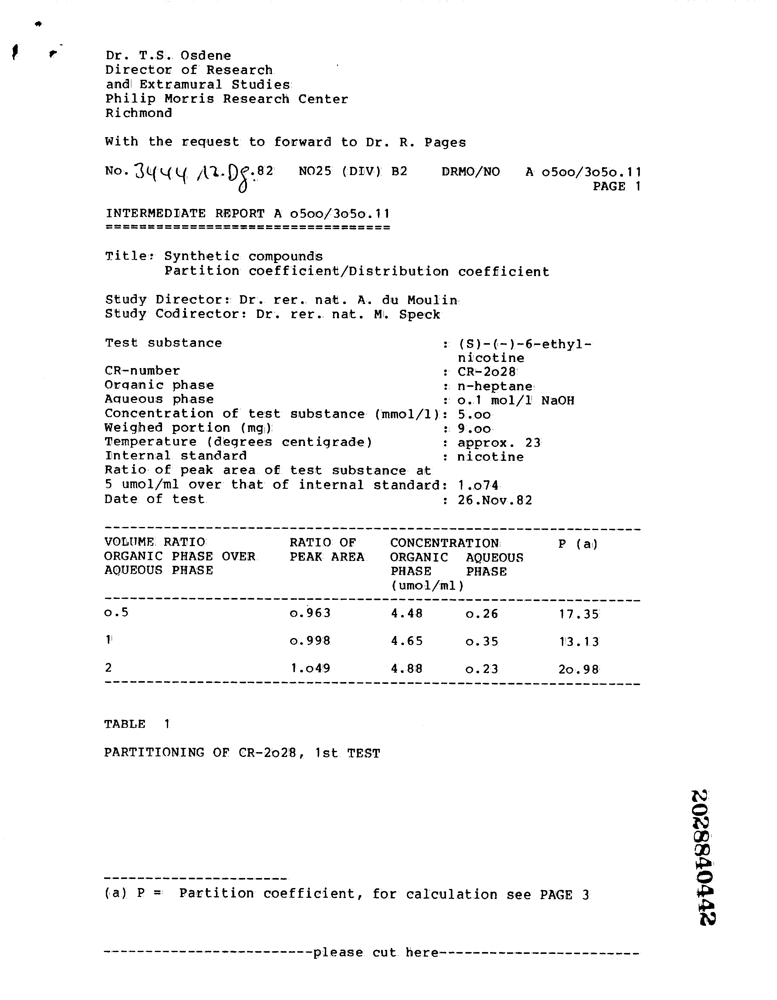 Dr. T.S. Osdene
Director of Research
and Extramural Studies
Philip Morris Research Center
Richmond
With the request to forward to Dr. R. Pages
No. 3444 .82 NO25 (DIV) B2 DRMO/NO A o5oo/3o5o.11
PAGE 1
INTERMEDIATE REPORT A o5oo/3o5o.11
==================================
Title: Synthetic compounds
Partition coefficient/Distribution coefficient
Study Director: Dr. rer. nat. A. du Moulin
Study Codirector: Dr. rer. nat. M. Speck
Test substance : (S)-(-)-6-ethyl-
nicotine
CR-number : CR-2o28
Organic phase : n-heptane
Aqueous phase : o.1 mol/l NaOH
Concentration of test substance (mmol/l): 5.oo
Weighed portion (mg) : 9.oo
Temperature (degrees centigrade) : approx. 23
Internal standard : nicotine
Ratio of peak area of test substance at
5 umol/ml over that of internal standard: 1.o74
Date of test : 26.Nov.82
VOLUME RATIO RATIO OF CONCENTRATION P (a)
ORGANIC PHASE OVER PEAK AREA ORGANIC AQUEOUS
AQUEOUS PHASE PHASE PHASE
(umol/ml)
o.5 o.963 4.48 o.26 17.35
1 o.998 4.65 o.35 13.13
2 1.o49 4.88 o.23 2o.98
TABLE 1
PARTITIONING OF CR-2o28, 1st TEST
(a) P = Partition coefficient, for calculation see PAGE 3
-------------------------please cut here------------------------
2028840442